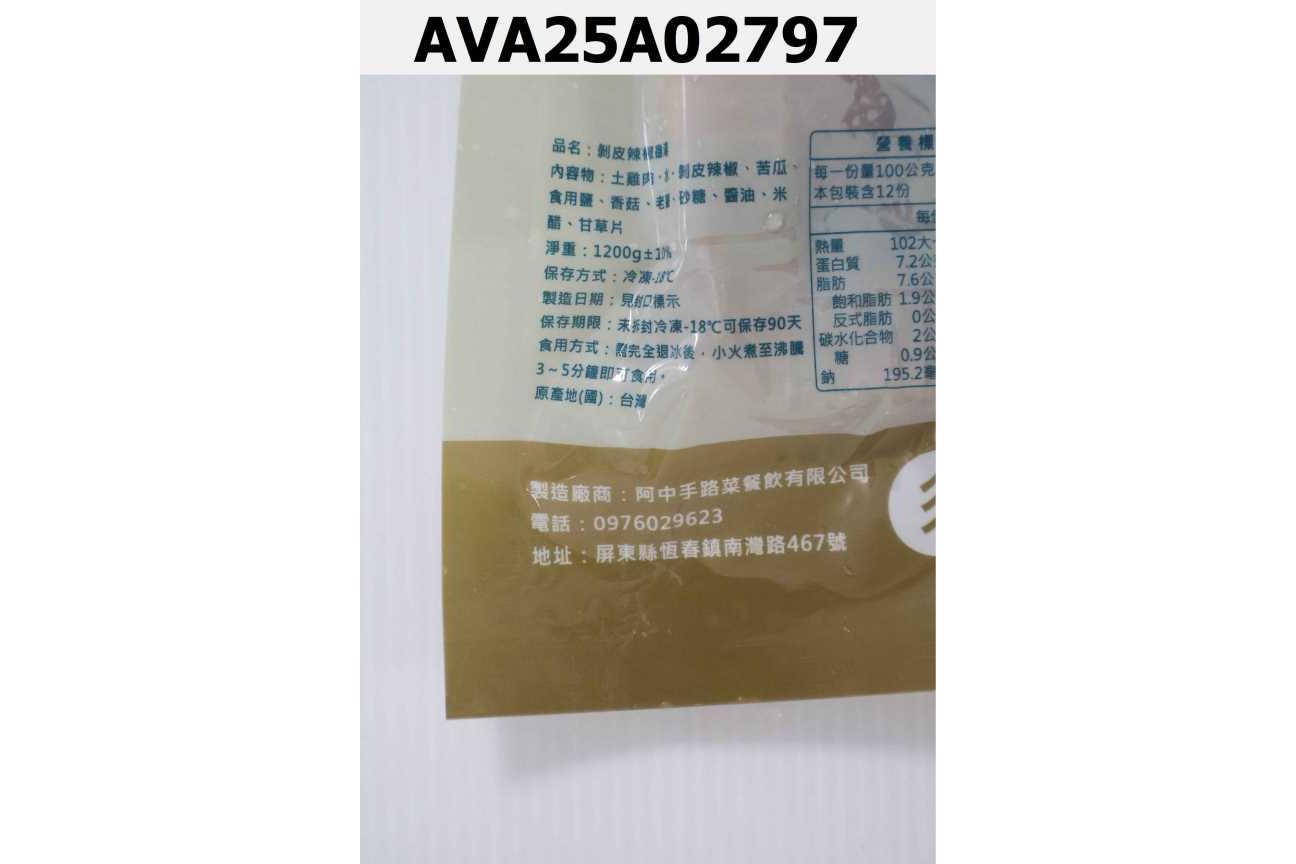 AVA25A02797
品名：剝皮辣椒雞湯
內容物：土雞肉、水、剝皮辣椒、苦瓜、
食用鹽、香菇、老薑、砂糖、醬油、米
醋、甘草片
淨重：1200g±10%
保存方式：冷凍-18℃
製造日期：見封口標示
保存期限：未拆封冷凍-18℃可保存90天
食用方式：完全退冰後，小火煮至沸騰
3~5分鐘即可食用。
原產地(國)：台灣
營養標
每一份量100公克
本包裝含12份
每
熱量 102大
蛋白質 7.2公
脂肪 7.6公
飽和脂肪 1.9公
反式脂肪 0公
碳水化合物 2公
糖 0.9公
鈉 195.2毫
製造廠商：阿中手路菜餐飲有限公司
電話：0976029623
地址：屏東縣恆春鎮南灣路467號